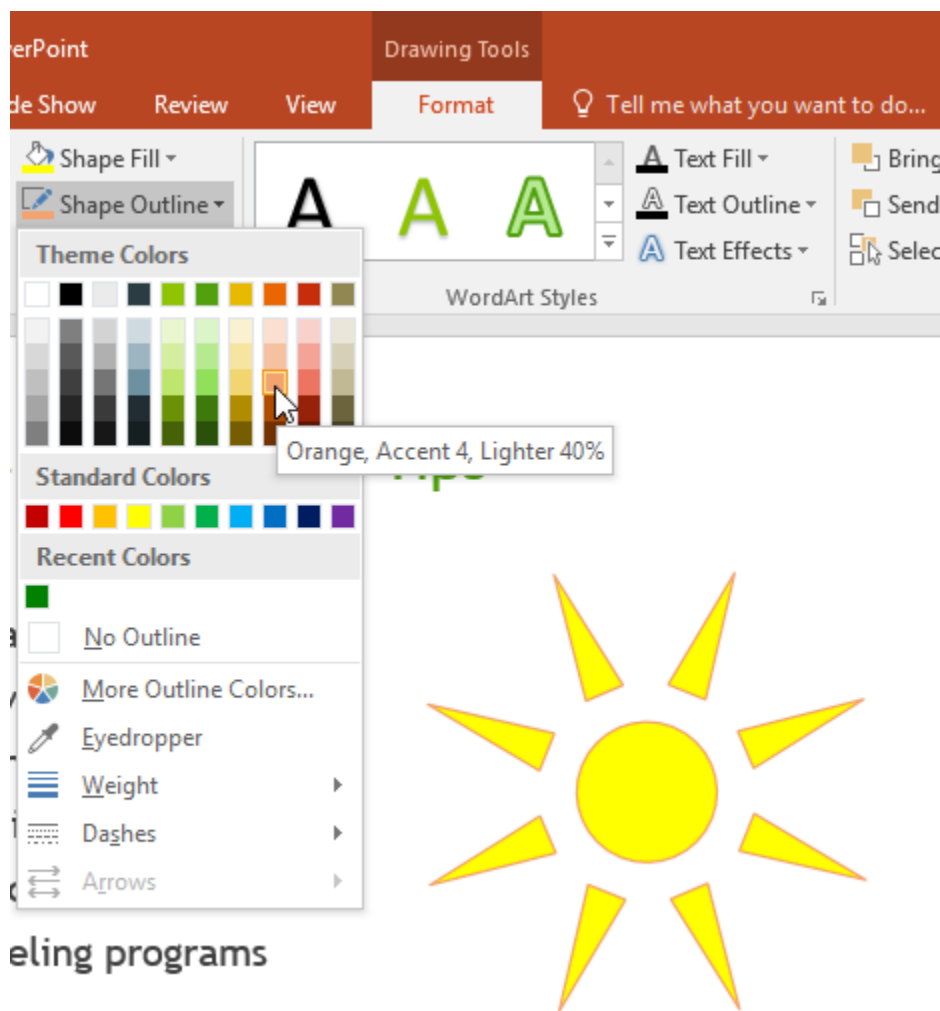 erPoint
Drawing Tools
de Show Review View Format Tell me what you want to do...
Shape Fill
Text Fill
Bring
Shape Outline
A A A
Text Outline
Send
Text Effects
Selec
WordArt Styles
Theme Colors
Orange, Accent 4, Lighter 40%
Standard Colors
Recent Colors
No Outline
More Outline Colors...
Eyedropper
Weight
Dashes
Arrows
eling programs